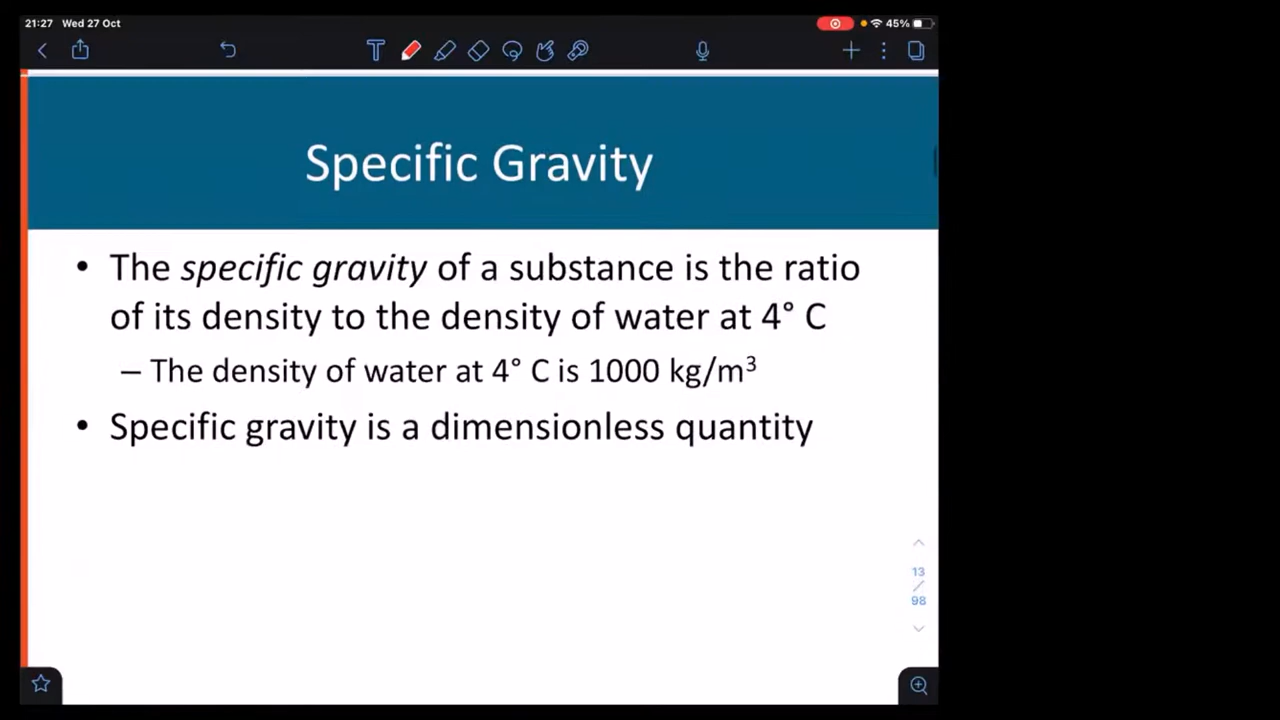 21:27 Wed 27 Oct
45%
T
Specific Gravity
• The specific gravity of a substance is the ratio
of its density to the density of water at 4° C
– The density of water at 4° C is 1000 kg/m³
• Specific gravity is a dimensionless quantity
13
/
98